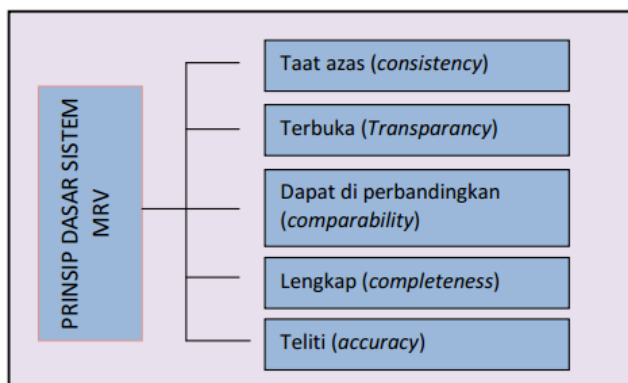 PRINSIP DASAR SISTEM
MRV
Taat azas (consistency)
Terbuka (Transparancy)
Dapat di perbandingkan
(comparability)
Lengkap (completeness)
Teliti (accuracy)